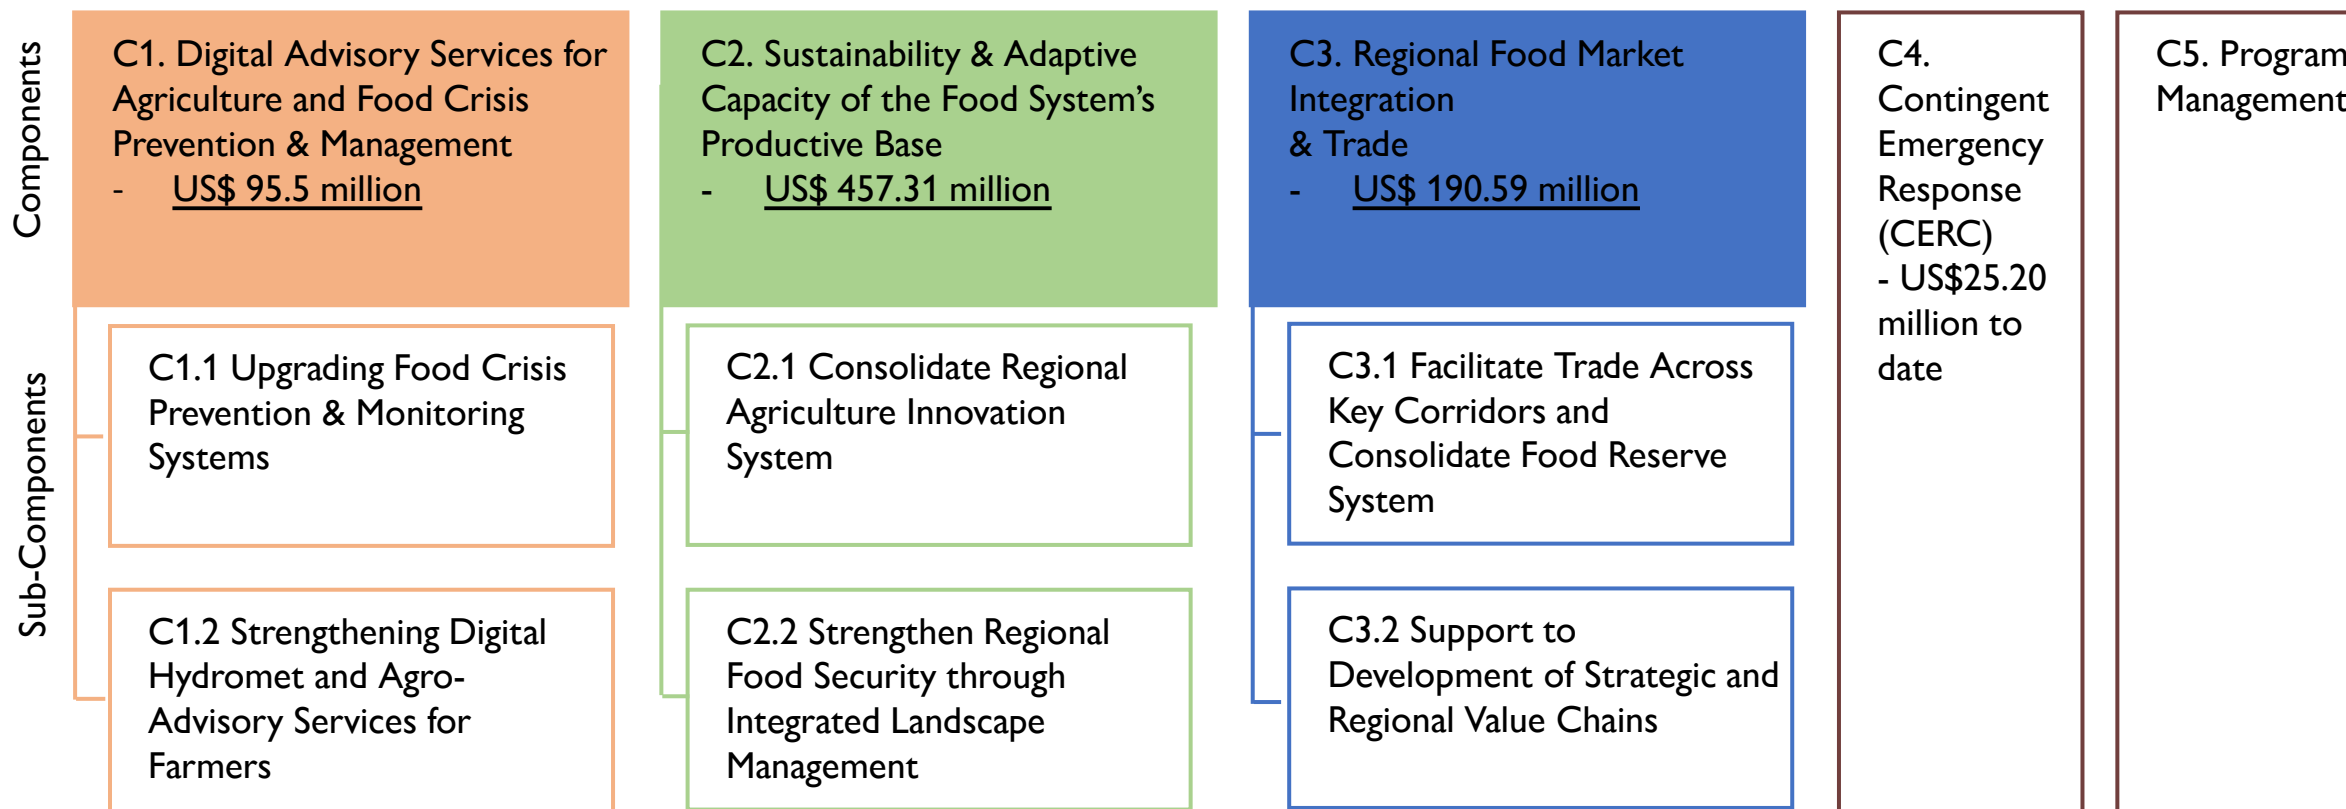 Components
C1. Digital Advisory Services for
Agriculture and Food Crisis
Prevention & Management
- US$ 95.5 million
C2. Sustainability & Adaptive
Capacity of the Food System’s
Productive Base
- US$ 457.31 million
C3. Regional Food Market
Integration
& Trade
- US$ 190.59 million
C4.
Contingent
Emergency
Response
(CERC)
- US$25.20
million to
date
C5. Program
Management
Sub-Components
C1.1 Upgrading Food Crisis
Prevention & Monitoring
Systems
C2.1 Consolidate Regional
Agriculture Innovation
System
C3.1 Facilitate Trade Across
Key Corridors and
Consolidate Food Reserve
System
C1.2 Strengthening Digital
Hydromet and Agro-
Advisory Services for
Farmers
C2.2 Strengthen Regional
Food Security through
Integrated Landscape
Management
C3.2 Support to
Development of Strategic and
Regional Value Chains